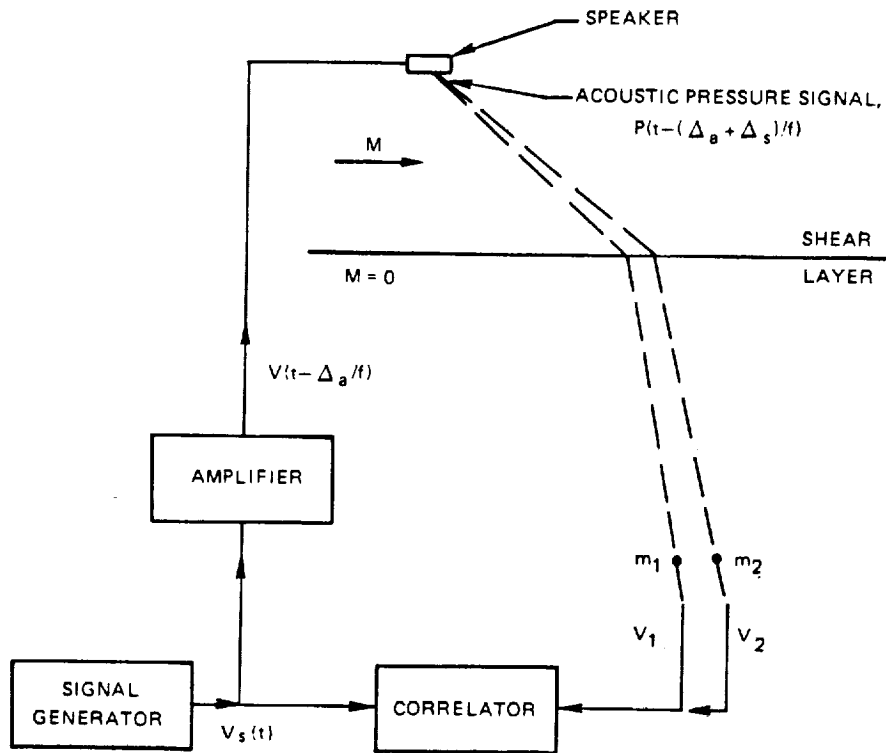 SPEAKER
ACOUSTIC PRESSURE SIGNAL,
P(t-(Δa + Δs)/f)
M
SHEAR
M = 0
LAYER
V(t- Δa/f)
AMPLIFIER
m1
m2
V1
V2
SIGNAL
GENERATOR
Vs(t)
CORRELATOR